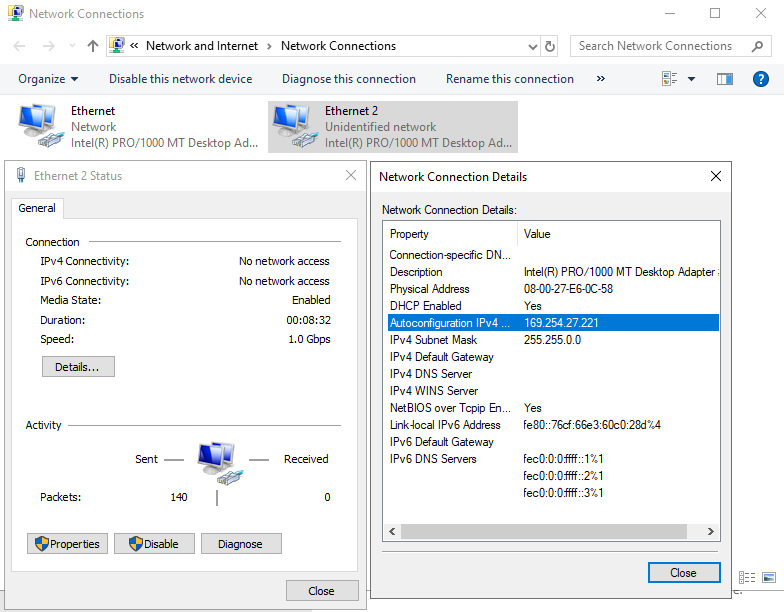 Network Connections
« Network and Internet › Network Connections
Search Network Connections
Organize
Disable this network device
Diagnose this connection
Rename this connection
»
Ethernet
Network
Intel(R) PRO/1000 MT Desktop Ad...
Ethernet 2
Unidentified network
Intel(R) PRO/1000 MT Desktop Ad...
Ethernet 2 Status
General
Connection
IPv4 Connectivity: No network access
IPv6 Connectivity: No network access
Media State: Enabled
Duration: 00:08:32
Speed: 1.0 Gbps
Details...
Activity
Sent — — Received
Packets: 140 | 0
Properties
Disable
Diagnose
Close
Network Connection Details
Network Connection Details:
Property Value
Connection-specific DN...
Description Intel(R) PRO/1000 MT Desktop Adapter
Physical Address 08-00-27-E6-0C-58
DHCP Enabled Yes
Autoconfiguration IPv4 ... 169.254.27.221
IPv4 Subnet Mask 255.255.0.0
IPv4 Default Gateway
IPv4 DNS Server
IPv4 WINS Server
NetBIOS over Tcpip En... Yes
Link-local IPv6 Address fe80::76cf:66e3:60c0:28d%4
IPv6 Default Gateway
IPv6 DNS Servers fec0:0:0:ffff::1%1
fec0:0:0:ffff::2%1
fec0:0:0:ffff::3%1
Close